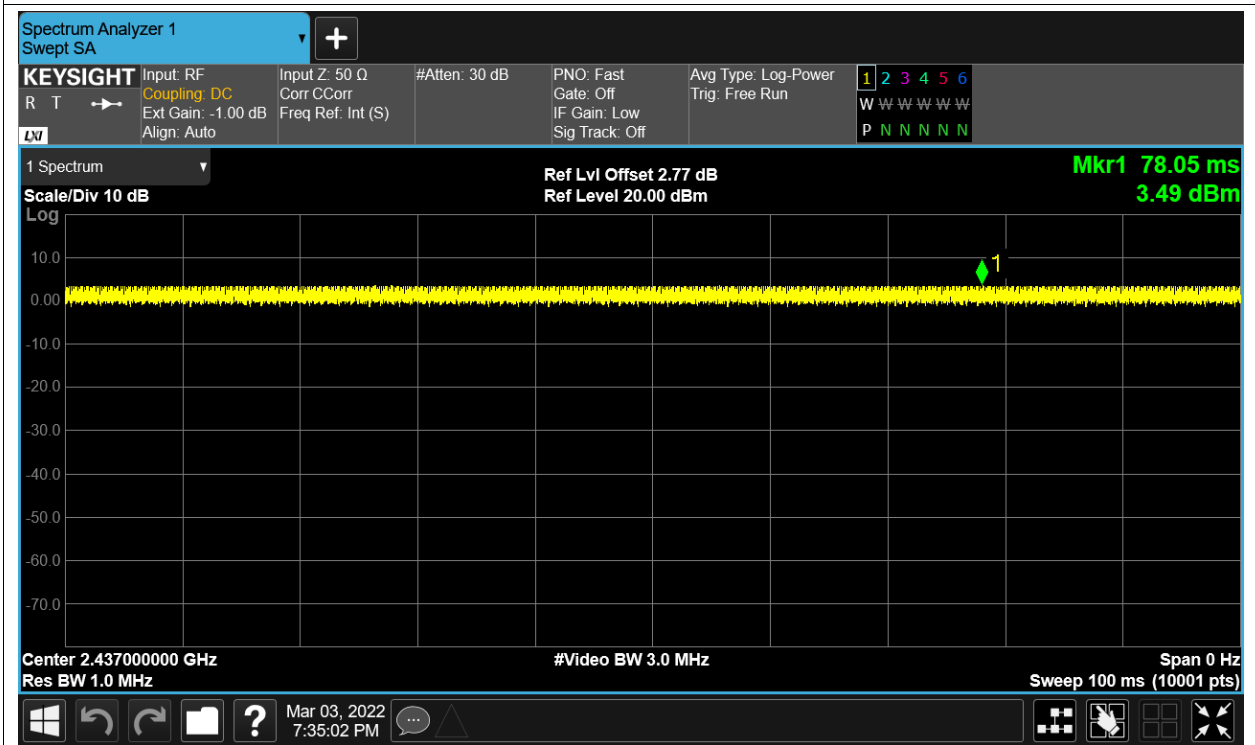 Spectrum Analyzer 1
Swept SA
KEYSIGHT
R T
LXI
Input: RF
Coupling: DC
Ext Gain: -1.00 dB
Align: Auto
Input Z: 50 Ω
Corr CCorr
Freq Ref: Int (S)
#Atten: 30 dB
PNO: Fast
Gate: Off
IF Gain: Low
Sig Track: Off
Avg Type: Log-Power
Trig: Free Run
1 2 3 4 5 6
W W W W W W
P N N N N N
1 Spectrum
Scale/Div 10 dB
Log
Ref Lvl Offset 2.77 dB
Ref Level 20.00 dBm
Mkr1 78.05 ms
3.49 dBm
1
10.0
0.00
-10.0
-20.0
-30.0
-40.0
-50.0
-60.0
-70.0
Center 2.437000000 GHz
Res BW 1.0 MHz
#Video BW 3.0 MHz
Span 0 Hz
Sweep 100 ms (10001 pts)
?
Mar 03, 2022
7:35:02 PM